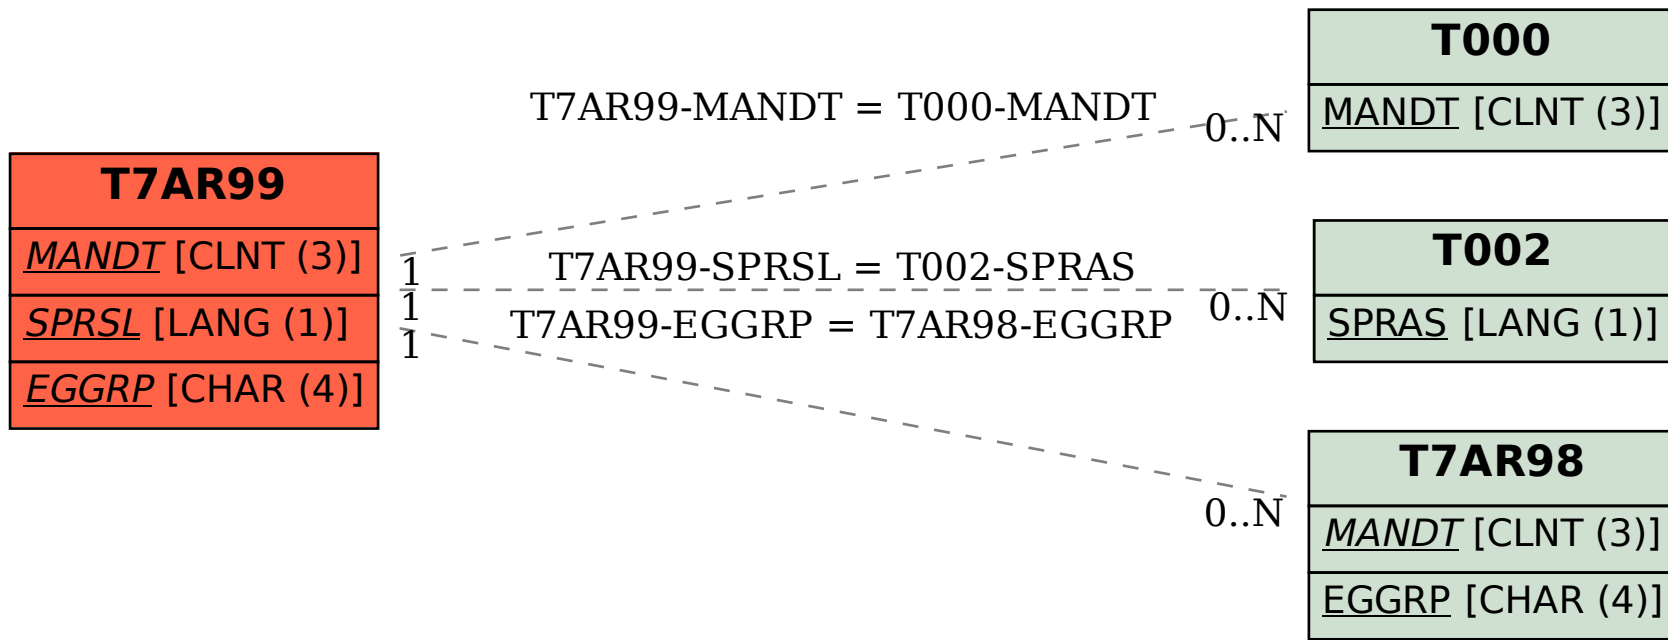 T7AR99
MANDT [CLNT (3)]
SPRSL [LANG (1)]
EGGRP [CHAR (4)]
T7AR99-MANDT = T000-MANDT
1
0..N
T7AR99-SPRSL = T002-SPRAS
1
0..N
T7AR99-EGGRP = T7AR98-EGGRP
1
0..N
T000
MANDT [CLNT (3)]
T002
SPRAS [LANG (1)]
T7AR98
MANDT [CLNT (3)]
EGGRP [CHAR (4)]